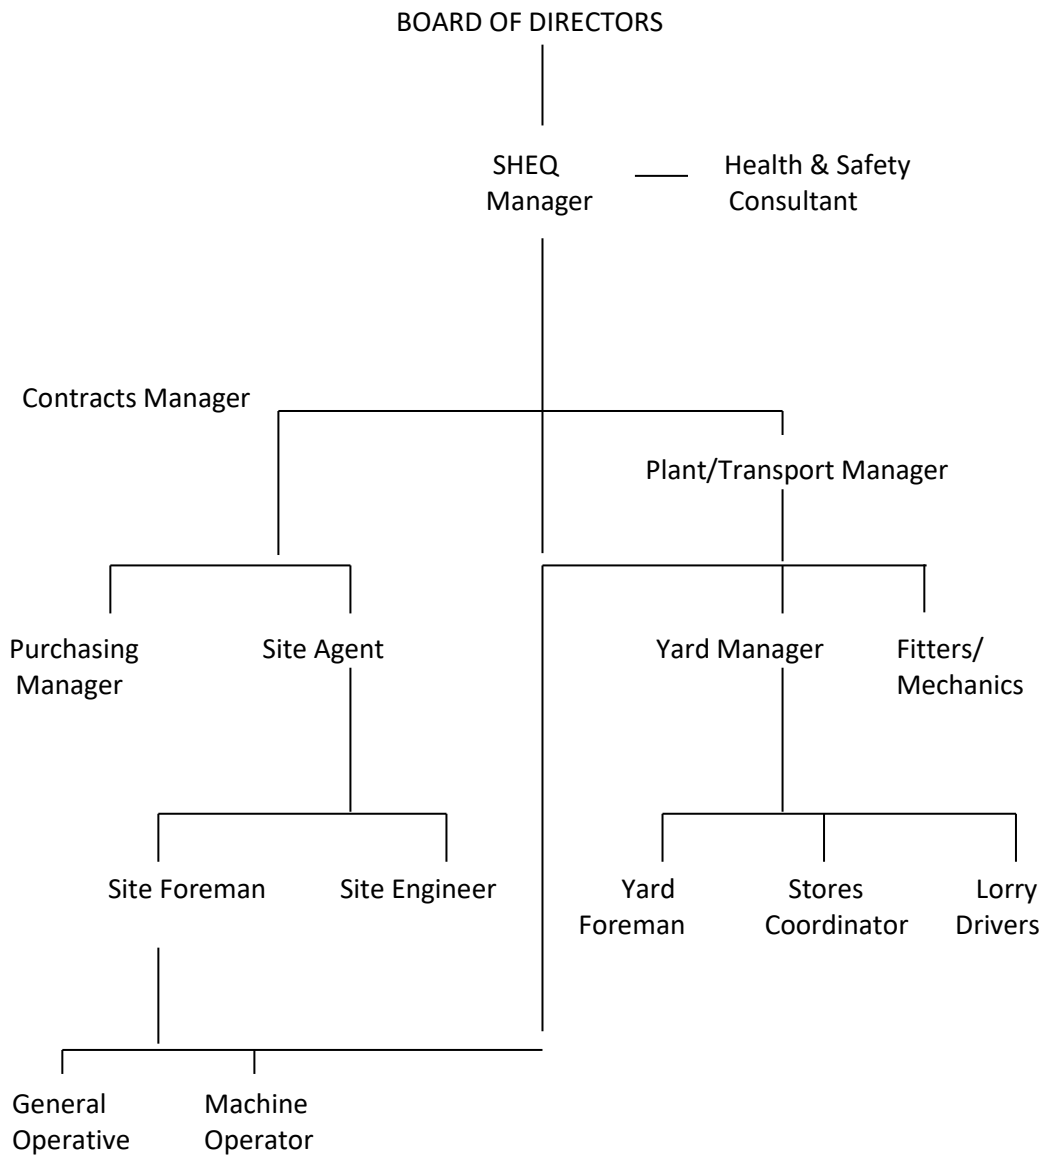 BOARD OF DIRECTORS
SHEQ
Manager
Health & Safety
Consultant
Contracts Manager
Plant/Transport Manager
Purchasing
Manager
Site Agent
Yard Manager
Fitters/
Mechanics
Site Foreman
Site Engineer
Yard
Foreman
Stores
Coordinator
Lorry
Drivers
General
Operative
Machine
Operator